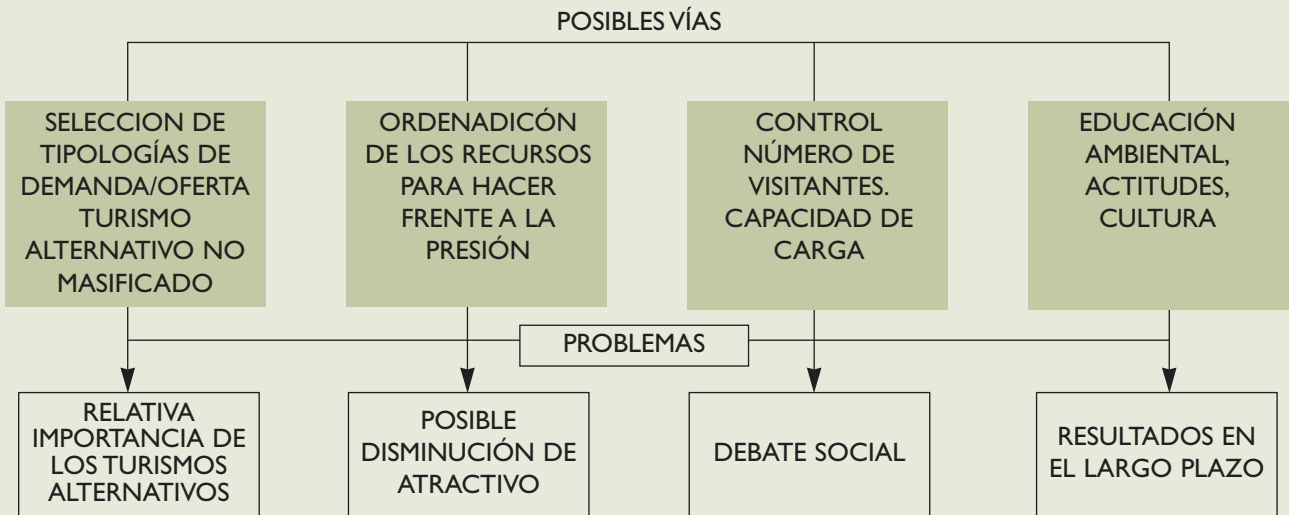 POSIBLES VÍAS
SELECCION DE
TIPOLOGÍAS DE
DEMANDA/OFERTA
TURISMO
ALTERNATIVO NO
MASIFICADO
ORDENADICÓN
DE LOS RECURSOS
PARA HACER
FRENTE A LA
PRESIÓN
CONTROL
NÚMERO DE
VISITANTES.
CAPACIDAD DE
CARGA
EDUCACIÓN
AMBIENTAL,
ACTITUDES,
CULTURA
PROBLEMAS
RELATIVA
IMPORTANCIA DE
LOS TURISMOS
ALTERNATIVOS
POSIBLE
DISMINUCIÓN DE
ATRACTIVO
DEBATE SOCIAL
RESULTADOS EN
EL LARGO PLAZO